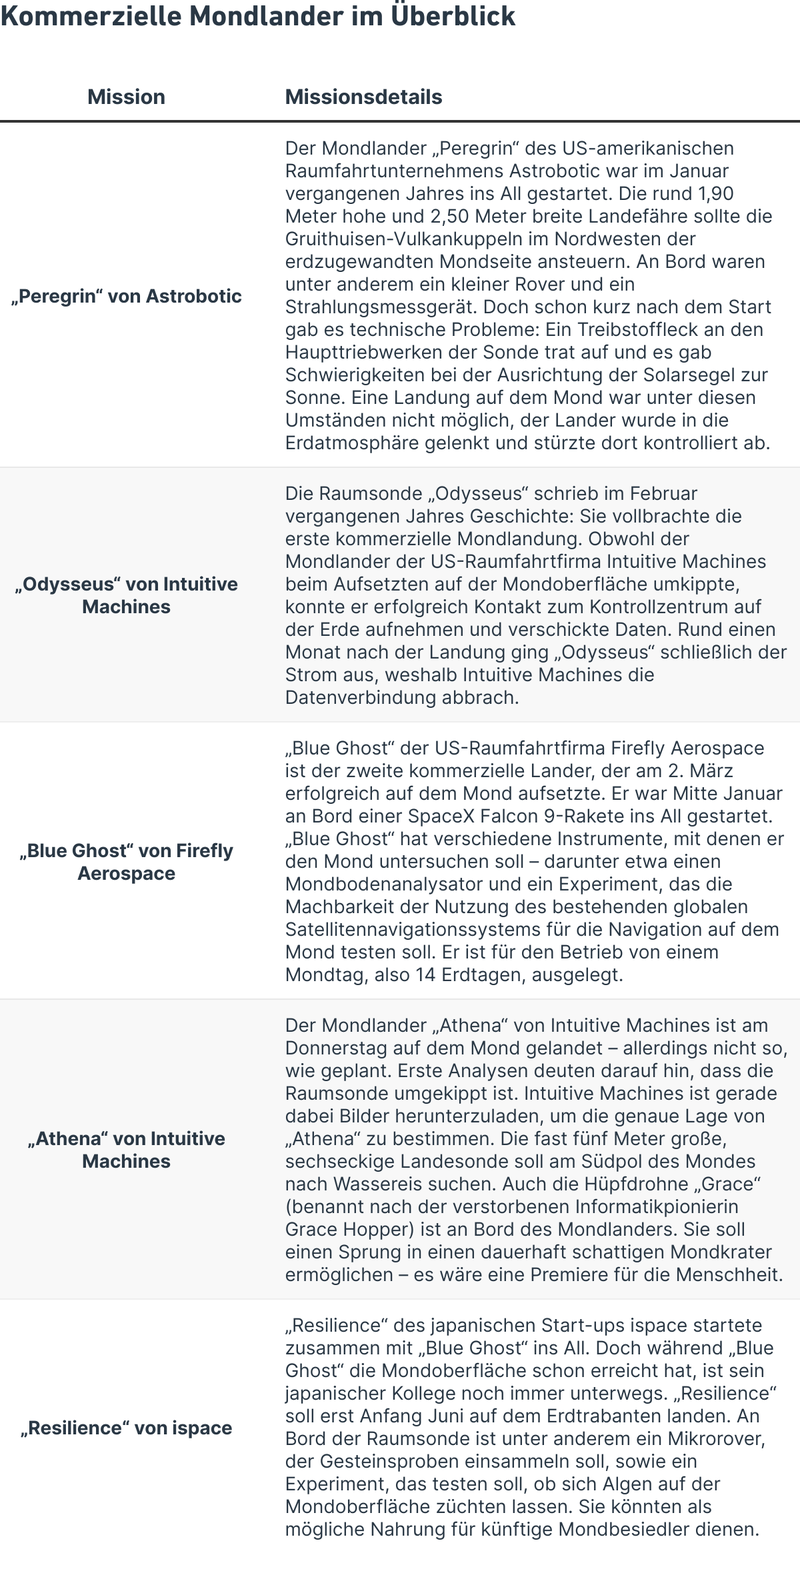 Kommerzielle Mondlander im Überblick
Mission
Missionsdetails
„Peregrin“ von Astrobotic
Der Mondlander „Peregrin“ des US-amerikanischen
Raumfahrtunternehmens Astrobotic war im Januar
vergangenen Jahres ins All gestartet. Die rund 1,90
Meter hohe und 2,50 Meter breite Landefähre sollte die
Gruithuisen-Vulkankuppeln im Nordwesten der
erdzugewandten Mondseite ansteuern. An Bord waren
unter anderem ein kleiner Rover und ein
Strahlungsmessgerät. Doch schon kurz nach dem Start
gab es technische Probleme: Ein Treibstoffleck an den
Haupttriebwerken der Sonde trat auf und es gab
Schwierigkeiten bei der Ausrichtung der Solarsegel zur
Sonne. Eine Landung auf dem Mond war unter diesen
Umständen nicht möglich, der Lander wurde in die
Erdatmosphäre gelenkt und stürzte dort kontrolliert ab.
„Odysseus“ von Intuitive
Machines
Die Raumsonde „Odysseus“ schrieb im Februar
vergangenen Jahres Geschichte: Sie vollbrachte die
erste kommerzielle Mondlandung. Obwohl der
Mondlander der US-Raumfahrtfirma Intuitive Machines
beim Aufsetzten auf der Mondoberfläche umkippte,
konnte er erfolgreich Kontakt zum Kontrollzentrum auf
der Erde aufnehmen und verschickte Daten. Rund einen
Monat nach der Landung ging „Odysseus“ schließlich der
Strom aus, weshalb Intuitive Machines die
Datenverbindung abbrach.
„Blue Ghost“ von Firefly
Aerospace
„Blue Ghost“ der US-Raumfahrtfirma Firefly Aerospace
ist der zweite kommerzielle Lander, der am 2. März
erfolgreich auf dem Mond aufsetzte. Er war Mitte Januar
an Bord einer SpaceX Falcon 9-Rakete ins All gestartet.
„Blue Ghost“ hat verschiedene Instrumente, mit denen er
den Mond untersuchen soll – darunter etwa einen
Mondbodenanalysator und ein Experiment, das die
Machbarkeit der Nutzung des bestehenden globalen
Satellitennavigationssystems für die Navigation auf dem
Mond testen soll. Er ist für den Betrieb von einem
Mondtag, also 14 Erdtagen, ausgelegt.
„Athena“ von Intuitive
Machines
Der Mondlander „Athena“ von Intuitive Machines ist am
Donnerstag auf dem Mond gelandet – allerdings nicht so,
wie geplant. Erste Analysen deuten darauf hin, dass die
Raumsonde umgekippt ist. Intuitive Machines ist gerade
dabei Bilder herunterzuladen, um die genaue Lage von
„Athena“ zu bestimmen. Die fast fünf Meter große,
sechseckige Landesonde soll am Südpol des Mondes
nach Wassereis suchen. Auch die Hüpfdrohne „Grace“
(benannt nach der verstorbenen Informatikpionierin
Grace Hopper) ist an Bord des Mondlanders. Sie soll
einen Sprung in einen dauerhaft schattigen Mondkrater
ermöglichen – es wäre eine Premiere für die Menschheit.
„Resilience“ von ispace
„Resilience“ des japanischen Start-ups ispace startete
zusammen mit „Blue Ghost“ ins All. Doch während „Blue
Ghost“ die Mondoberfläche schon erreicht hat, ist sein
japanischer Kollege noch immer unterwegs. „Resilience“
soll erst Anfang Juni auf dem Erdtrabanten landen. An
Bord der Raumsonde ist unter anderem ein Mikrorover,
der Gesteinsproben einsammeln soll, sowie ein
Experiment, das testen soll, ob sich Algen auf der
Mondoberfläche züchten lassen. Sie könnten als
mögliche Nahrung für künftige Mondbesiedler dienen.